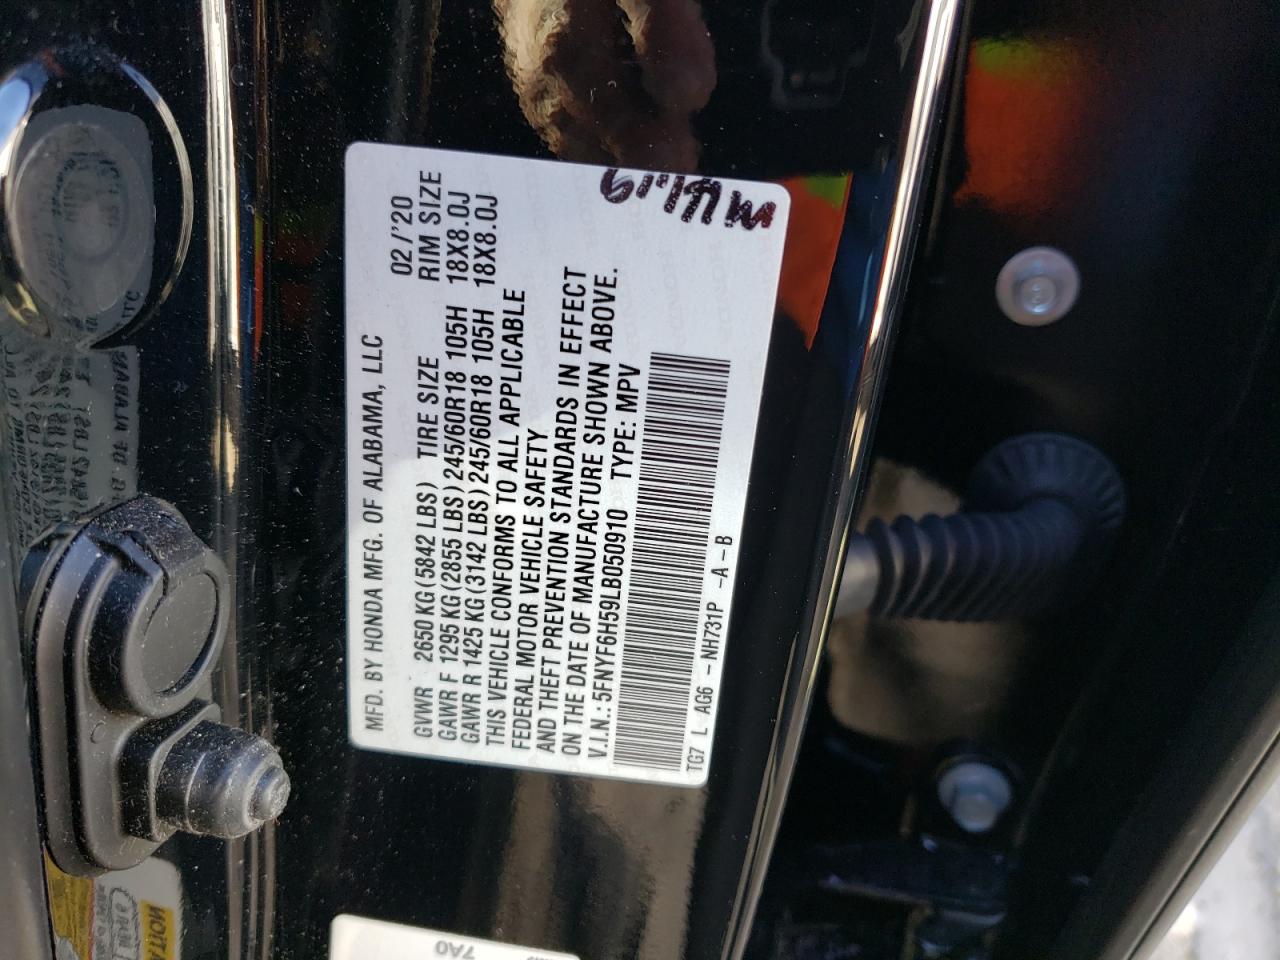 MFD. BY HONDA MFG. OF ALABAMA, LLC 02/'20
GVWR 2650 KG(5842 LBS) TIRE SIZE RIM SIZE
GAWR F 1295 KG(2855 LBS) 245/60R18 105H 18X8.0J
GAWR R 1425 KG(3142 LBS) 245/60R18 105H 18X8.0J
THIS VEHICLE CONFORMS TO ALL APPLICABLE
FEDERAL MOTOR VEHICLE SAFETY
AND THEFT PREVENTION STANDARDS IN EFFECT
ON THE DATE OF MANUFACTURE SHOWN ABOVE.
V.I.N.: 5FNYF6H59LB050910 TYPE: MPV
TG7 L AG6 -NH731P -A-B
7A0